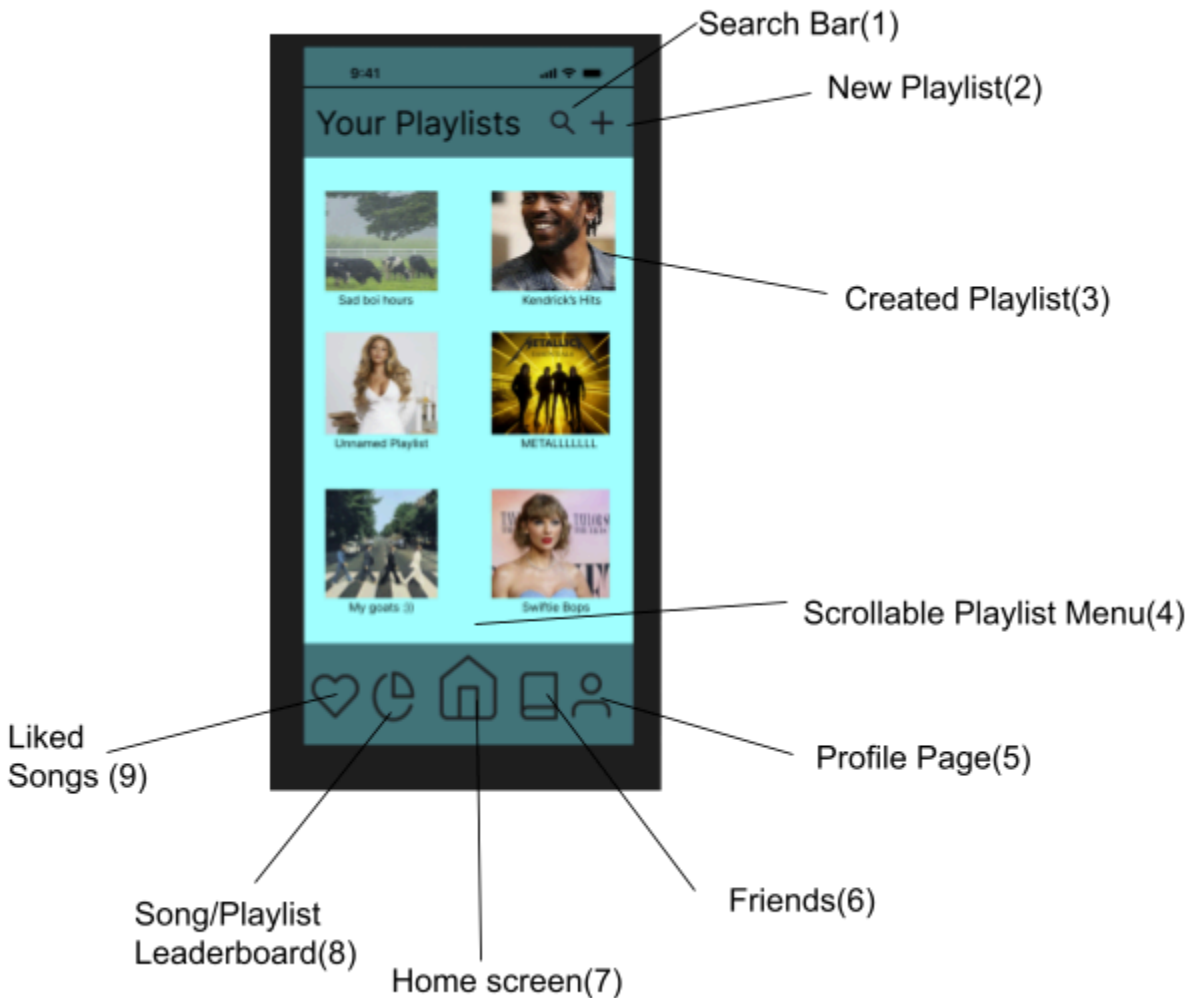 Search Bar(1)
9:41
New Playlist(2)
Your Playlists
Sad boi hours
Kendrick's Hits
Created Playlist(3)
METALLICA
Unnamed Playlist
METALLLLLLL
Swiftie Bops
My goats :))
Scrollable Playlist Menu(4)
Liked
Songs (9)
Profile Page(5)
Friends(6)
Song/Playlist
Leaderboard(8)
Home screen(7)